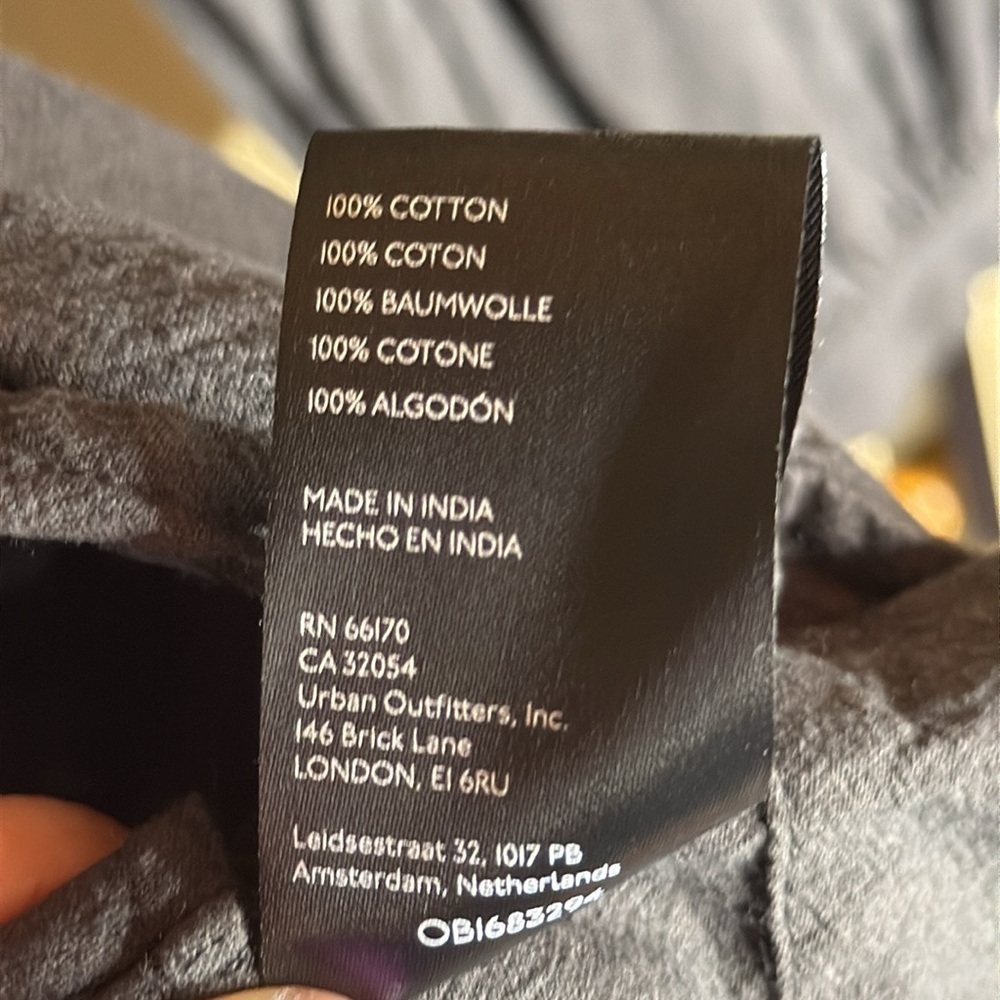 100% COTTON
100% COTON
100% BAUMWOLLE
100% COTONE
100% ALGODÓN
MADE IN INDIA
HECHO EN INDIA
RN 66170
CA 32054
Urban Outfitters, Inc.
146 Brick Lane
LONDON, E1 6RU
Leidsestraat 32, 1017 PB
Amsterdam, Netherlands
OB1683294